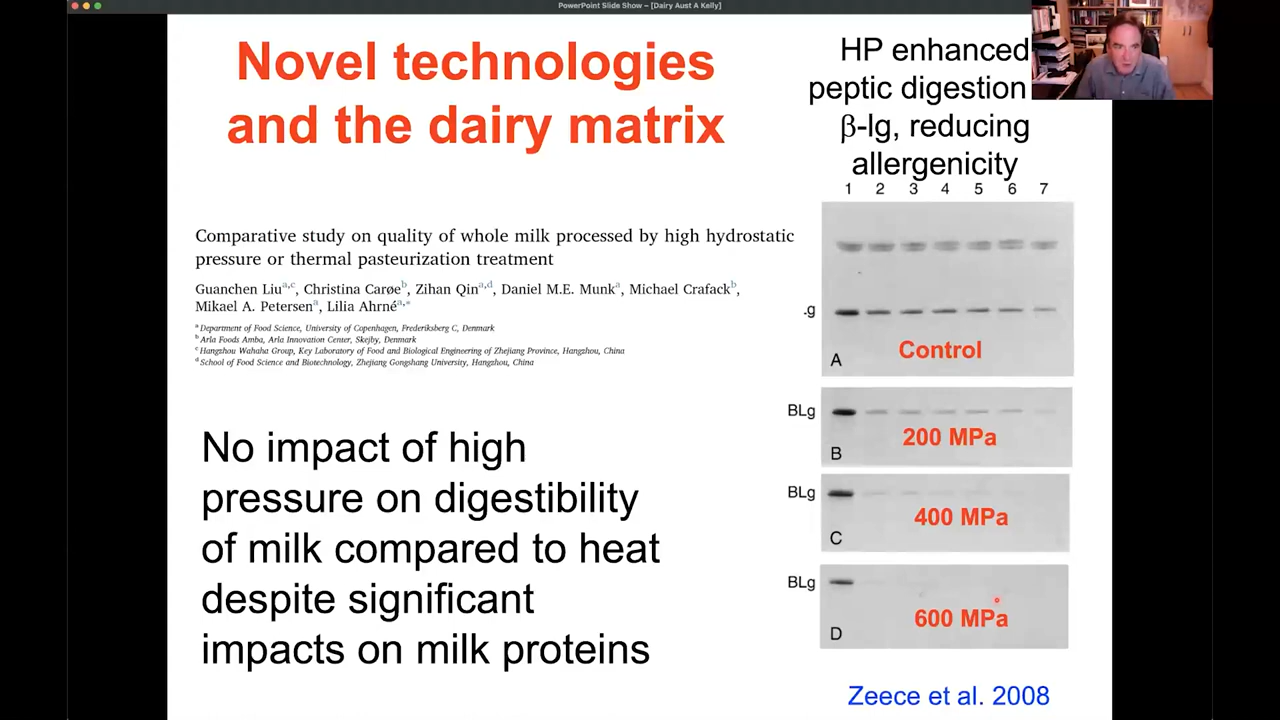 PowerPoint Slide Show – [Dairy Aust A Kelly]
Novel technologies
and the dairy matrix
Comparative study on quality of whole milk processed by high hydrostatic
pressure or thermal pasteurization treatment
Guanchen Liu a,c, Christina Carøe b, Zihan Qin a,d, Daniel M.E. Munk a, Michael Crafack b,
Mikael A. Petersen a, Lilia Ahrné a,*
a Department of Food Science, University of Copenhagen, Frederiksberg C, Denmark
b Arla Foods Amba, Arla Innovation Center, Skejby, Denmark
c Hangzhou Wahaha Group, Key Laboratory of Food and Biological Engineering of Zhejiang Province, Hangzhou, China
d School of Food Science and Biotechnology, Zhejiang Gongshang University, Hangzhou, China
No impact of high
pressure on digestibility
of milk compared to heat
despite significant
impacts on milk proteins
HP enhanced
peptic digestion
β-lg, reducing
allergenicity
1 2 3 4 5 6 7
g
Control
A
BLg
200 MPa
B
BLg
400 MPa
C
BLg
600 MPa
D
Zeece et al. 2008